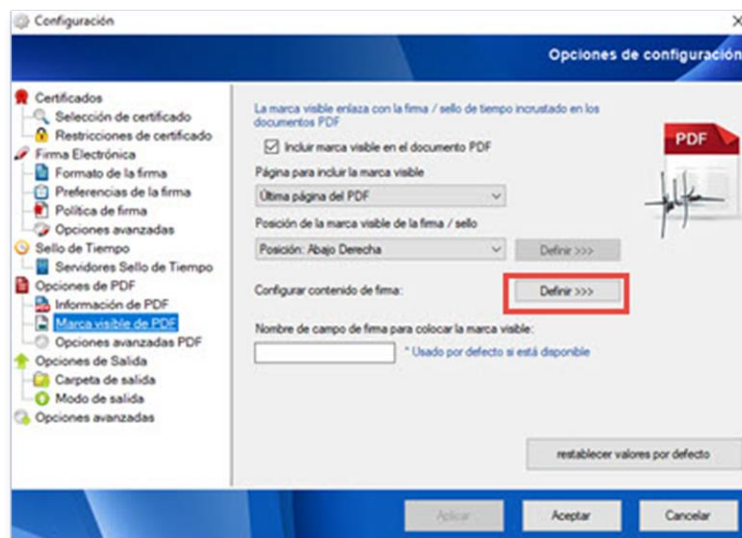 Configuración
Opciones de configuración
Certificados
Selección de certificado
Restricciones de certificado
Firma Electrónica
Formato de la firma
Preferencias de la firma
Política de firma
Opciones avanzadas
Sello de Tiempo
Servidores Sello de Tiempo
Opciones de PDF
Información de PDF
Marca visible de PDF
Opciones avanzadas PDF
Opciones de Salida
Carpeta de salida
Modo de salida
Opciones avanzadas
La marca visible enlaza con la firma / sello de tiempo incrustado en los
documentos PDF
Incluir marca visible en el documento PDF
PDF
Página para incluir la marca visible
Última página del PDF
Posición de la marca visible de la firma / sello
Posición: Abajo Derecha
Definir >>>
Configurar contenido de firma:
Definir >>>
Nombre de campo de firma para colocar la marca visible:
* Usado por defecto si está disponible
restablecer valores por defecto
Aplicar
Aceptar
Cancelar